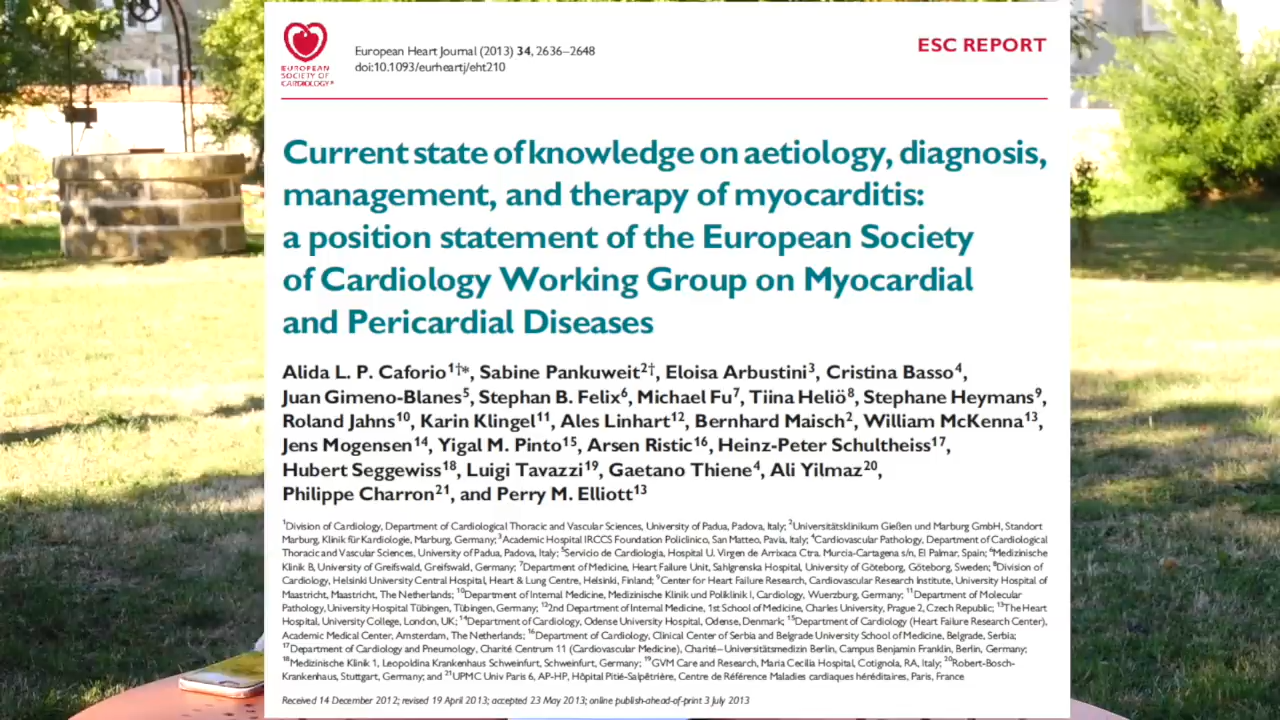 European Heart Journal (2013) 34, 2636–2648
doi:10.1093/eurheartj/eht210
ESC REPORT
EUROPEAN
SOCIETY OF
CARDIOLOGY®
Current state of knowledge on aetiology, diagnosis,
management, and therapy of myocarditis:
a position statement of the European Society
of Cardiology Working Group on Myocardial
and Pericardial Diseases
Alida L. P. Caforio1†*, Sabine Pankuweit2†, Eloisa Arbustini3, Cristina Basso4,
Juan Gimeno-Blanes5, Stephan B. Felix6, Michael Fu7, Tiina Heliö8, Stephane Heymans9,
Roland Jahns10, Karin Klingel11, Ales Linhart12, Bernhard Maisch2, William McKenna13,
Jens Mogensen14, Yigal M. Pinto15, Arsen Ristic16, Heinz-Peter Schultheiss17,
Hubert Seggewiss18, Luigi Tavazzi19, Gaetano Thiene4, Ali Yilmaz20,
Philippe Charron21, and Perry M. Elliott13
1Division of Cardiology, Department of Cardiological Thoracic and Vascular Sciences, University of Padua, Padova, Italy; 2Universitätsklinikum Gießen und Marburg GmbH, Standort
Marburg, Klinik für Kardiologie, Marburg, Germany; 3Academic Hospital IRCCS Foundation Policlinico, San Matteo, Pavia, Italy; 4Cardiovascular Pathology, Department of Cardiological
Thoracic and Vascular Sciences, University of Padua, Padova, Italy; 5Servicio de Cardiologia, Hospital U. Virgen de Arrixaca Ctra. Murcia-Cartagena s/n, El Palmar, Spain; 6Medizinische
Klinik B, University of Greifswald, Greifswald, Germany; 7Department of Medicine, Heart Failure Unit, Sahlgrenska Hospital, University of Göteborg, Göteborg, Sweden; 8Division of
Cardiology, Helsinki University Central Hospital, Heart & Lung Centre, Helsinki, Finland; 9Center for Heart Failure Research, Cardiovascular Research Institute, University Hospital of
Maastricht, Maastricht, The Netherlands; 10Department of Internal Medicine, Medizinische Klinik und Poliklinik I, Cardiology, Wuerzburg, Germany; 11Department of Molecular
Pathology, University Hospital Tübingen, Tübingen, Germany; 122nd Department of Internal Medicine, 1st School of Medicine, Charles University, Prague 2, Czech Republic; 13The Heart
Hospital, University College, London, UK; 14Department of Cardiology, Odense University Hospital, Odense, Denmark; 15Department of Cardiology (Heart Failure Research Center),
Academic Medical Center, Amsterdam, The Netherlands; 16Department of Cardiology, Clinical Center of Serbia and Belgrade University School of Medicine, Belgrade, Serbia;
17Department of Cardiology and Pneumology, Charité Centrum 11 (Cardiovascular Medicine), Charité–Universitätsmedizin Berlin, Campus Benjamin Franklin, Berlin, Germany;
18Medizinische Klinik 1, Leopoldina Krankenhaus Schweinfurt, Schweinfurt, Germany; 19GVM Care and Research, Maria Cecilia Hospital, Cotignola, RA, Italy; 20Robert-Bosch-
Krankenhaus, Stuttgart, Germany; and 21UPMC Univ Paris 6, AP-HP, Hôpital Pitié-Salpêtrière, Centre de Référence Maladies cardiaques héréditaires, Paris, France
Received 14 December 2012; revised 19 April 2013; accepted 23 May 2013; online publish-ahead-of-print 3 July 2013